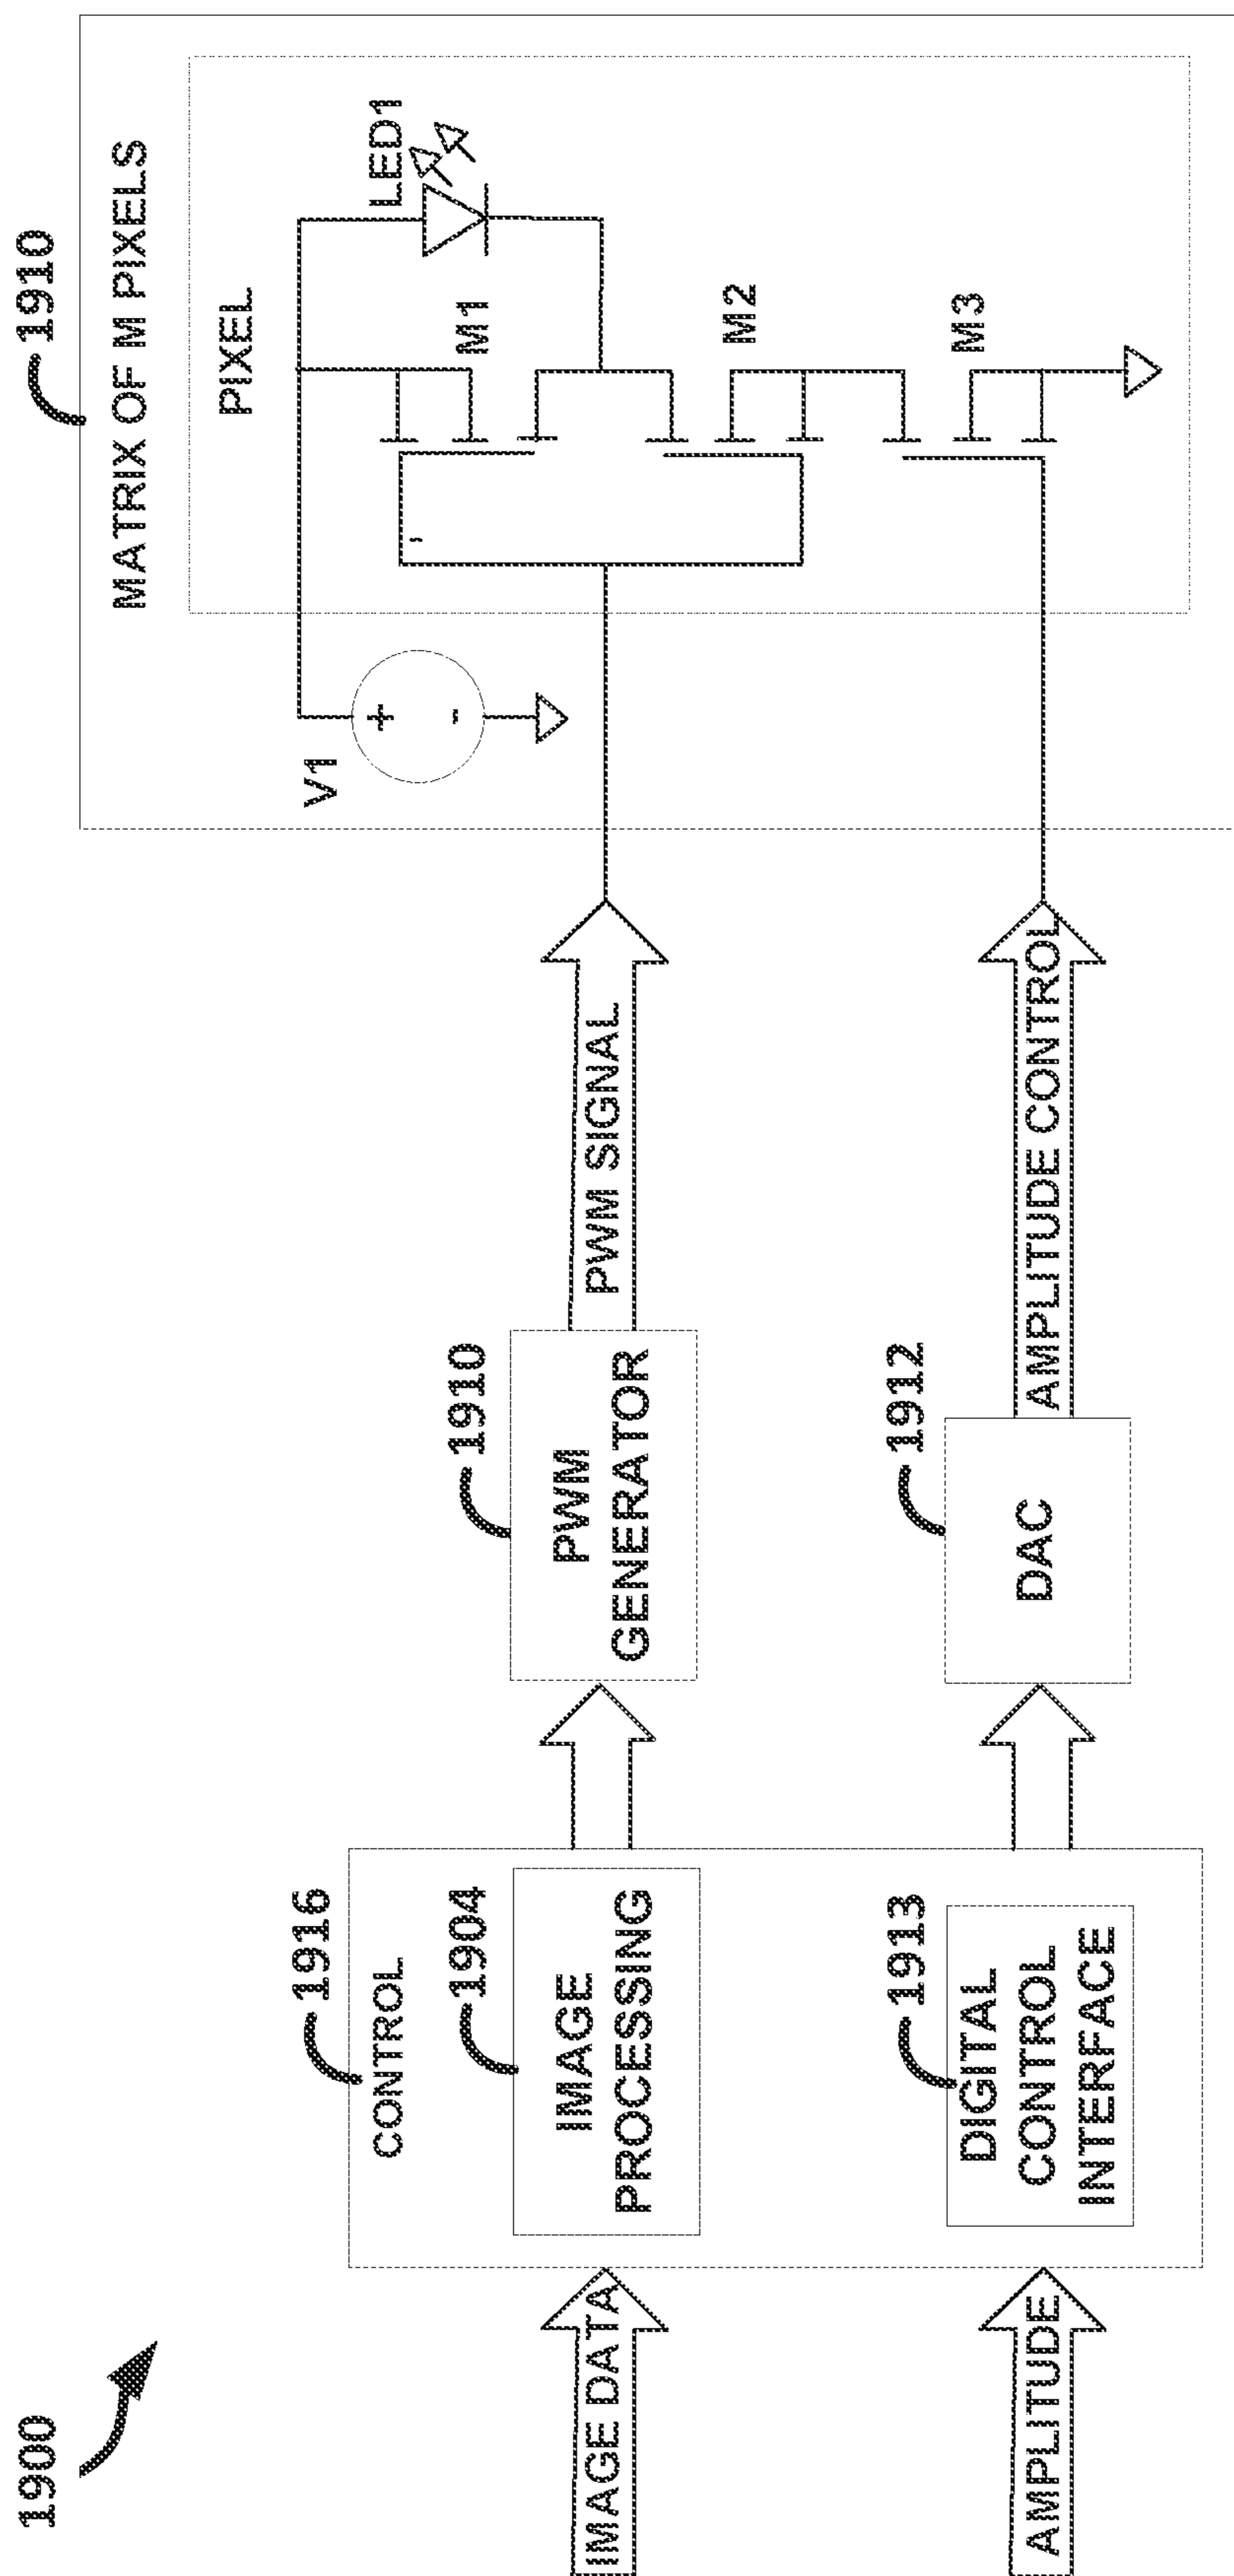 1900
IMAGE DATA
AMPLITUDE
1916
CONTROL
1904
IMAGE
PROCESSING
1913
DIGITAL
CONTROL
INTERFACE
1910
PWM
GENERATOR
1912
DAC
PWM SIGNAL
AMPLITUDE CONTROL
1910
MATRIX OF M PIXELS
V1
+
-
PIXEL
LED1
M1
M2
M3